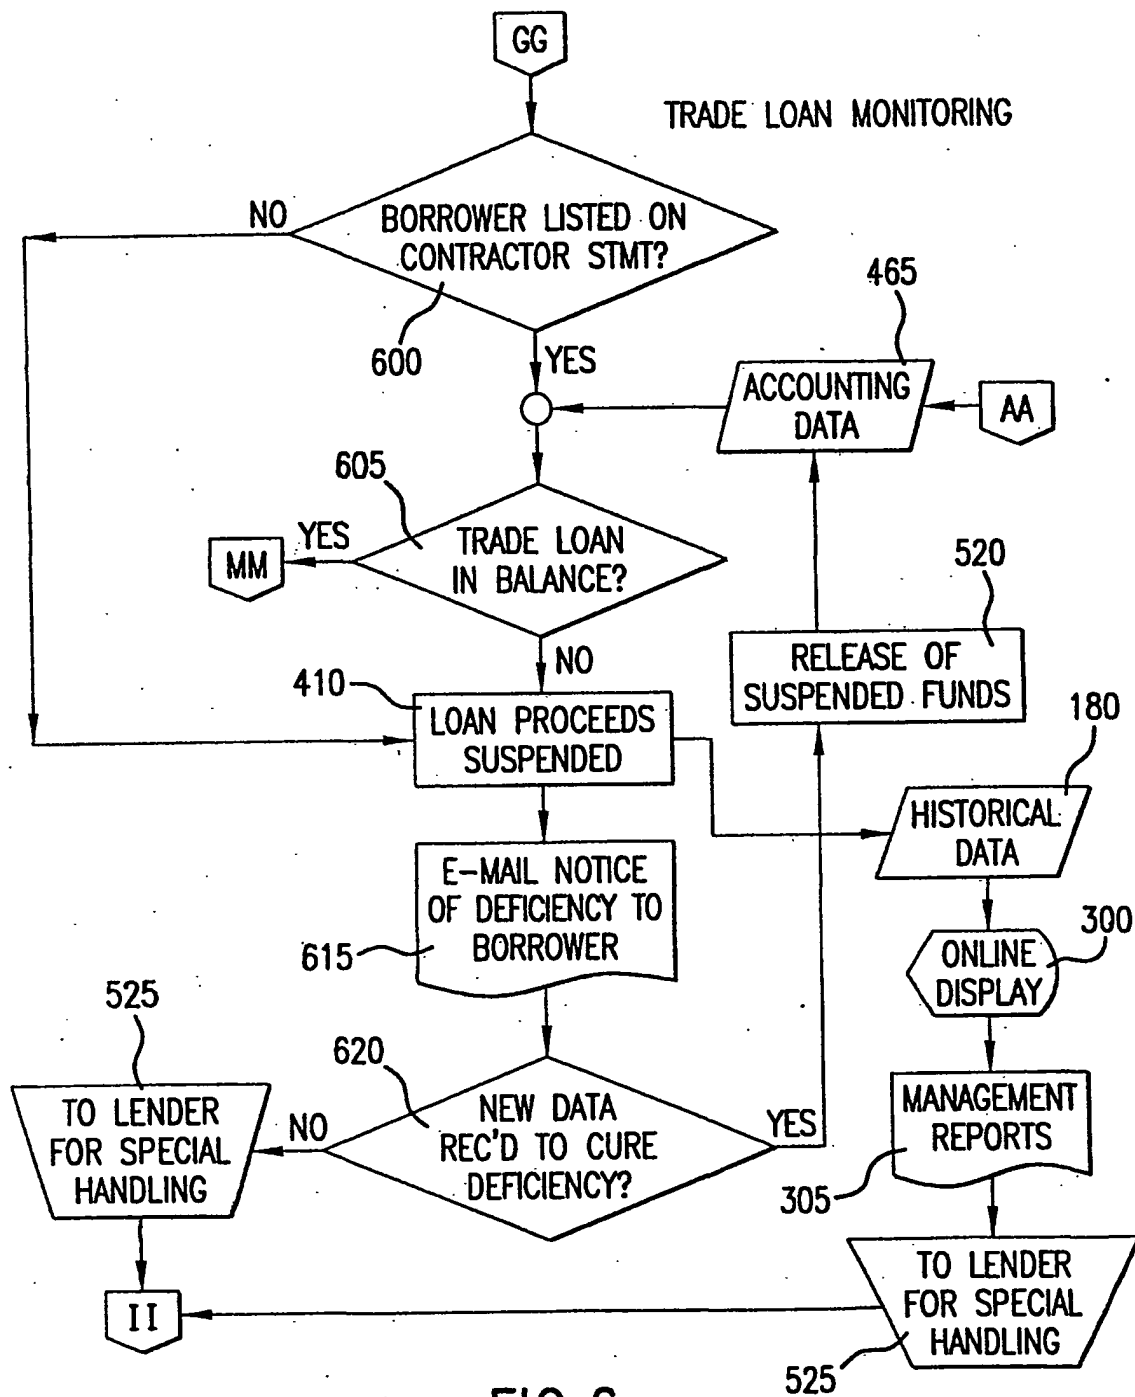 GG
TRADE LOAN MONITORING
NO
BORROWER LISTED ON
CONTRACTOR STMT?
600
YES
465
ACCOUNTING
DATA
AA
605
YES
MM
TRADE LOAN
IN BALANCE?
520
NO
RELEASE OF
SUSPENDED FUNDS
410
LOAN PROCEEDS
SUSPENDED
180
HISTORICAL
DATA
E-MAIL NOTICE
OF DEFICIENCY TO
BORROWER
615
300
ONLINE
DISPLAY
525
620
TO LENDER
FOR SPECIAL
HANDLING
NO
NEW DATA
REC'D TO CURE
DEFICIENCY?
YES
MANAGEMENT
REPORTS
305
II
TO LENDER
FOR SPECIAL
HANDLING
525